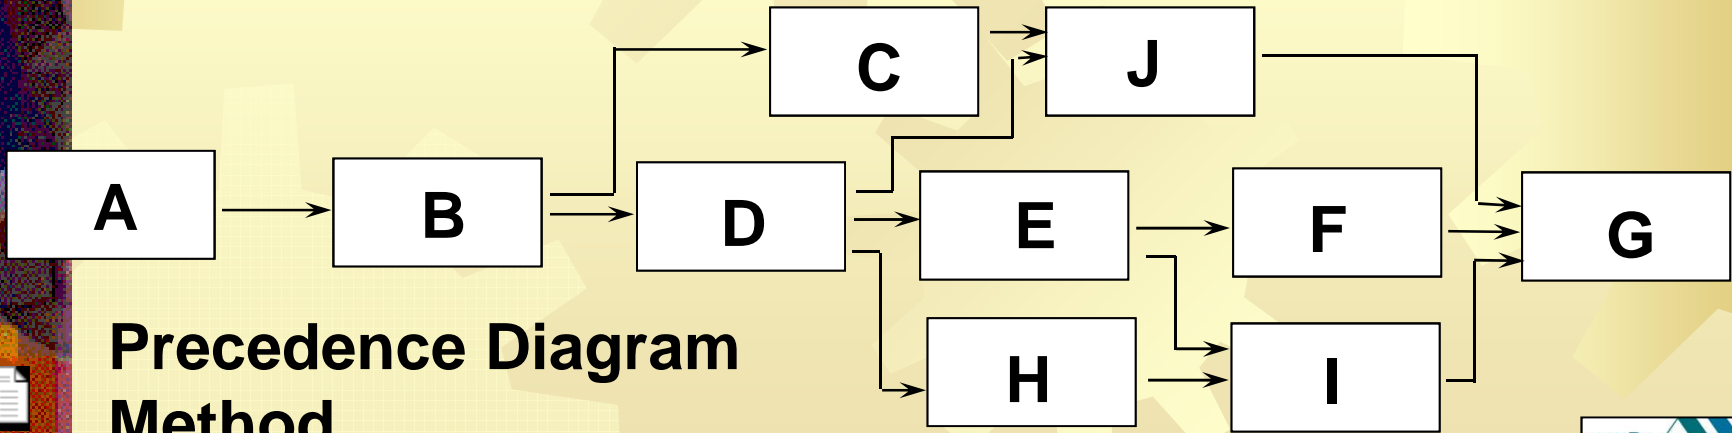 C J
A B D E F G
H I
Precedence Diagram
Method